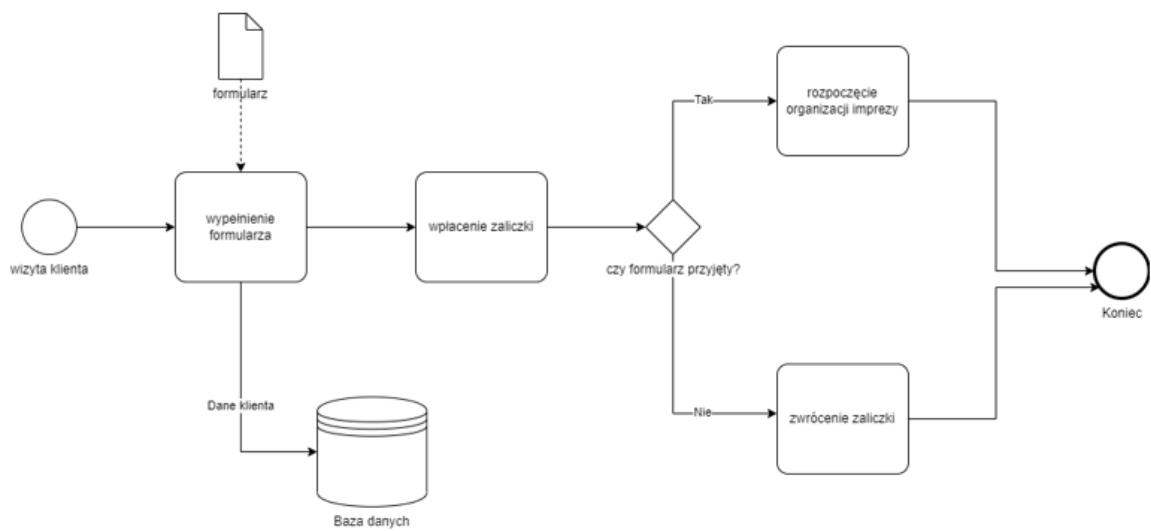 formularz
wizyta klienta
wypełnienie
formularza
wpłacenie zaliczki
czy formularz przyjęty?
Tak
rozpoczęcie
organizacji imprezy
Nie
zwrócenie zaliczki
Koniec
Dane klienta
Baza danych